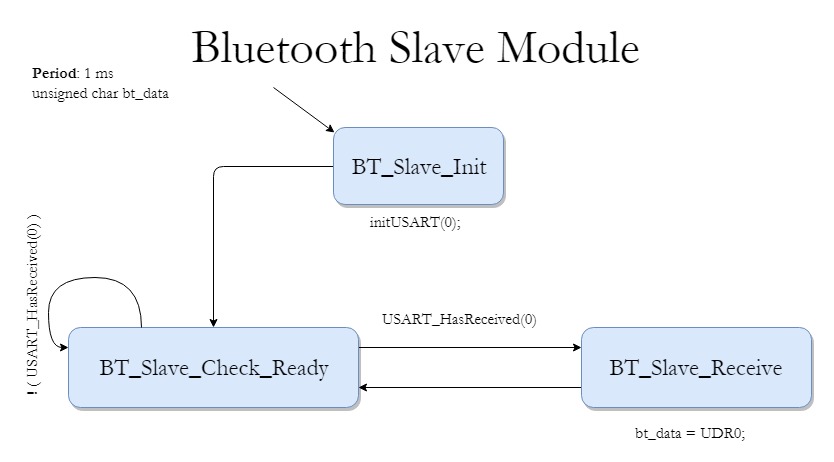 Bluetooth Slave Module
Period: 1 ms
unsigned char bt_data
BT_Slave_Init
initUSART(0);
! ( USART_HasReceived(0) )
USART_HasReceived(0)
BT_Slave_Check_Ready
BT_Slave_Receive
bt_data = UDR0;